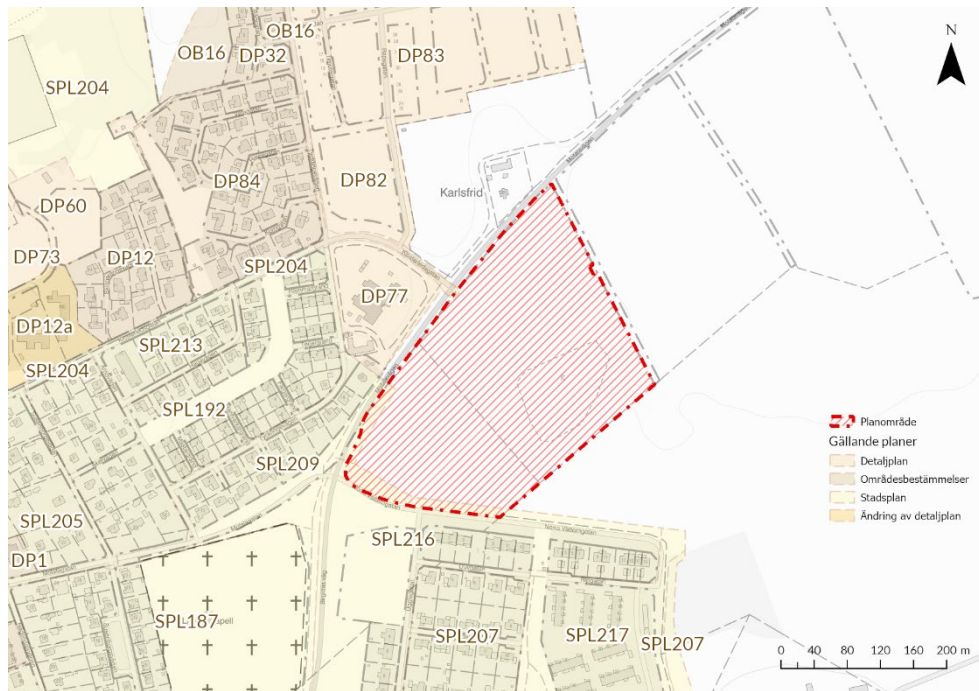 OB16
OB16
DP32
DP83
SPL204
N
DP84
DP82
Karlsfrid
DP60
DP12
DP73
SPL204
DP77
DP12a
SPL213
SPL204
SPL192
Planområde
Gällande planer
SPL209
Detaljplan
Områdesbestämmelser
SPL205
Stadsplan
Ändring av detaljplan
SPL216
DP1
SPL187
SPL207
SPL217
SPL207
0 40 80 120 160 200 m